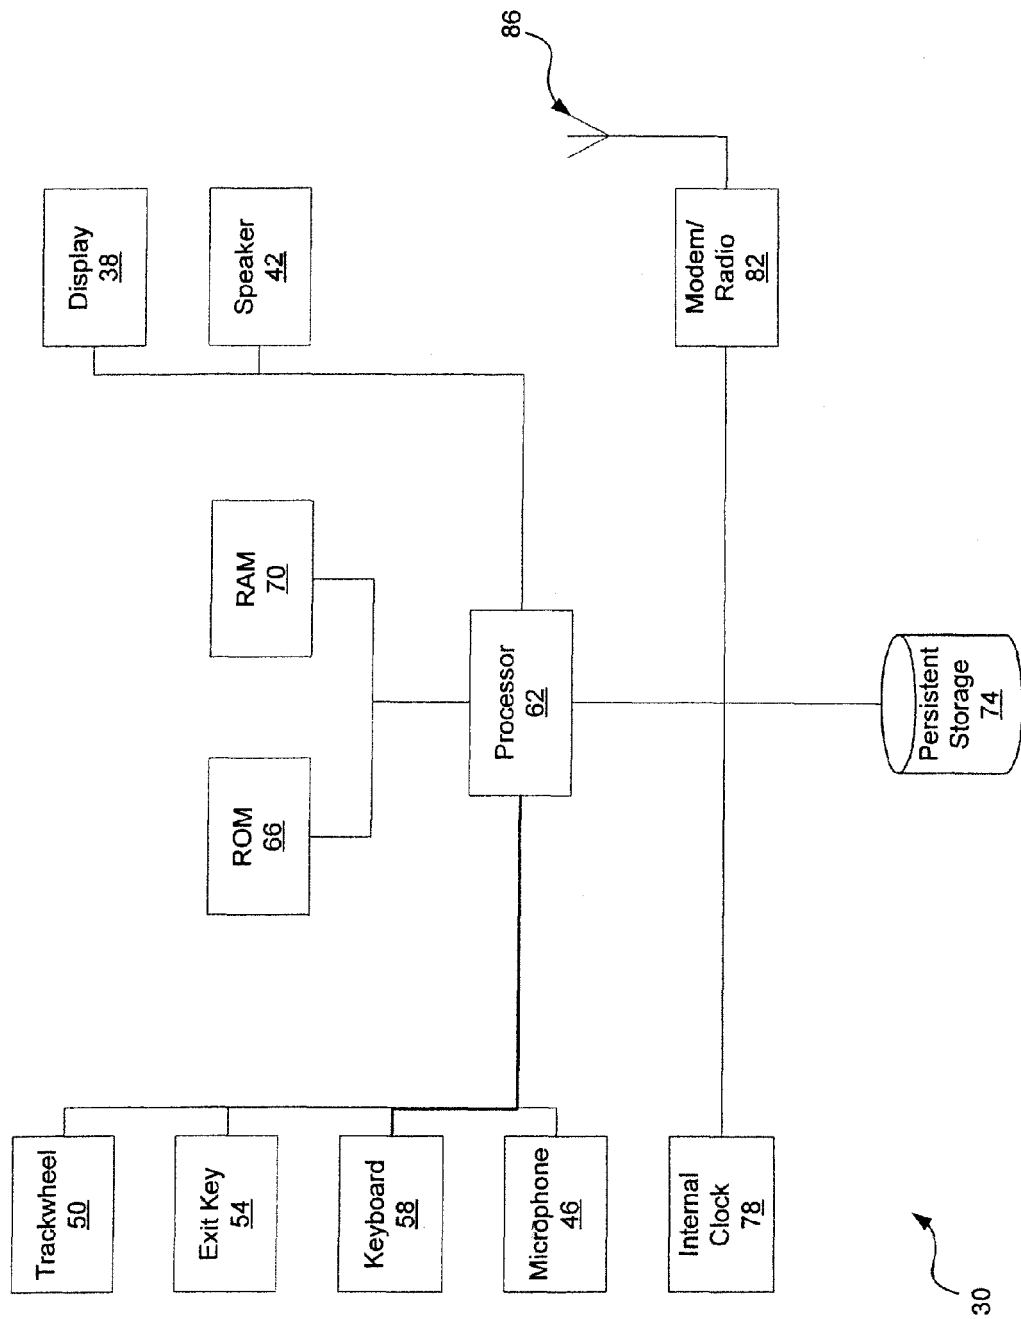 Trackwheel
50
Exit Key
54
Keyboard
58
Microphone
46
Internal
Clock
78
ROM
66
RAM
70
Processor
62
Persistent
Storage
74
Display
38
Speaker
42
Modem/
Radio
82
86
30